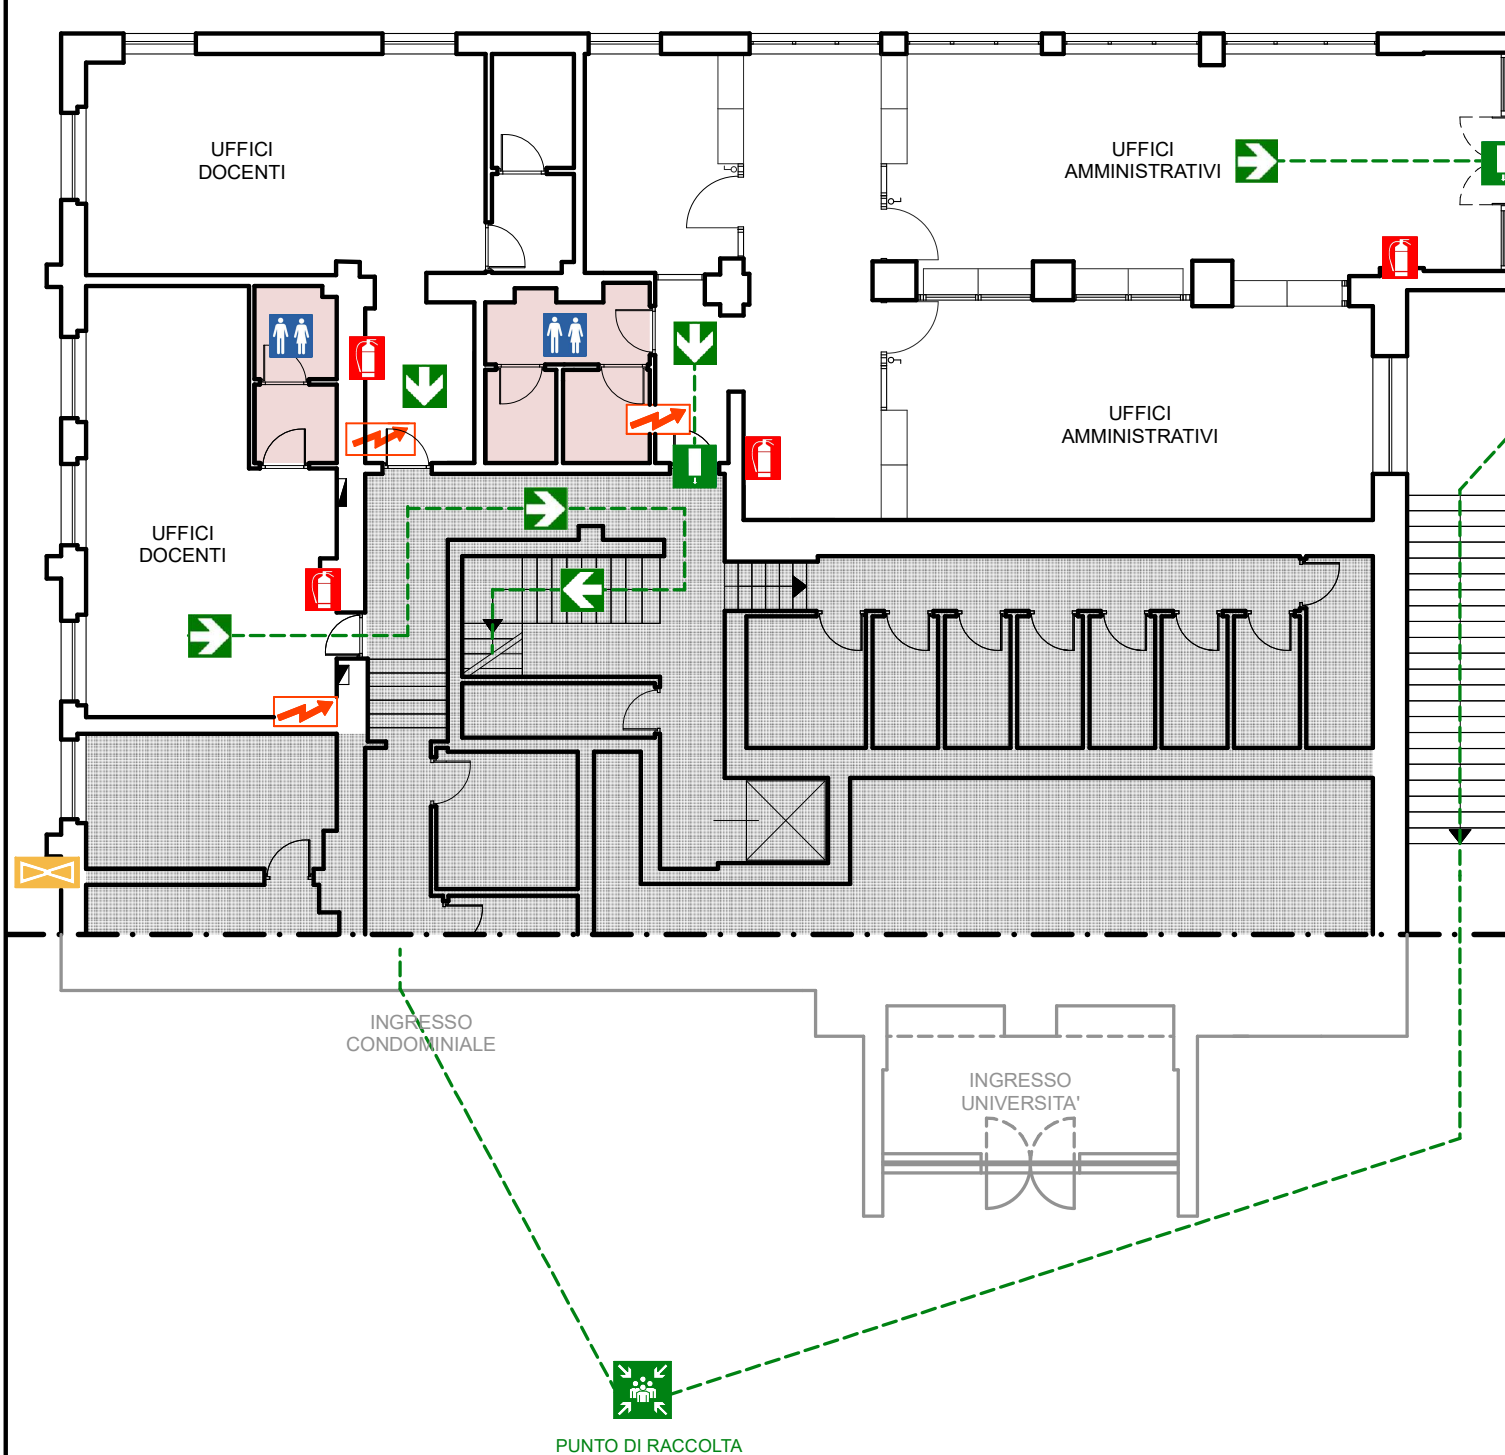 UFFICI
DOCENTI
UFFICI
AMMINISTRATIVI
UFFICI
AMMINISTRATIVI
UFFICI
DOCENTI
INGRESSO
CONDOMINIALE
INGRESSO
UNIVERSITA'
PUNTO DI RACCOLTA